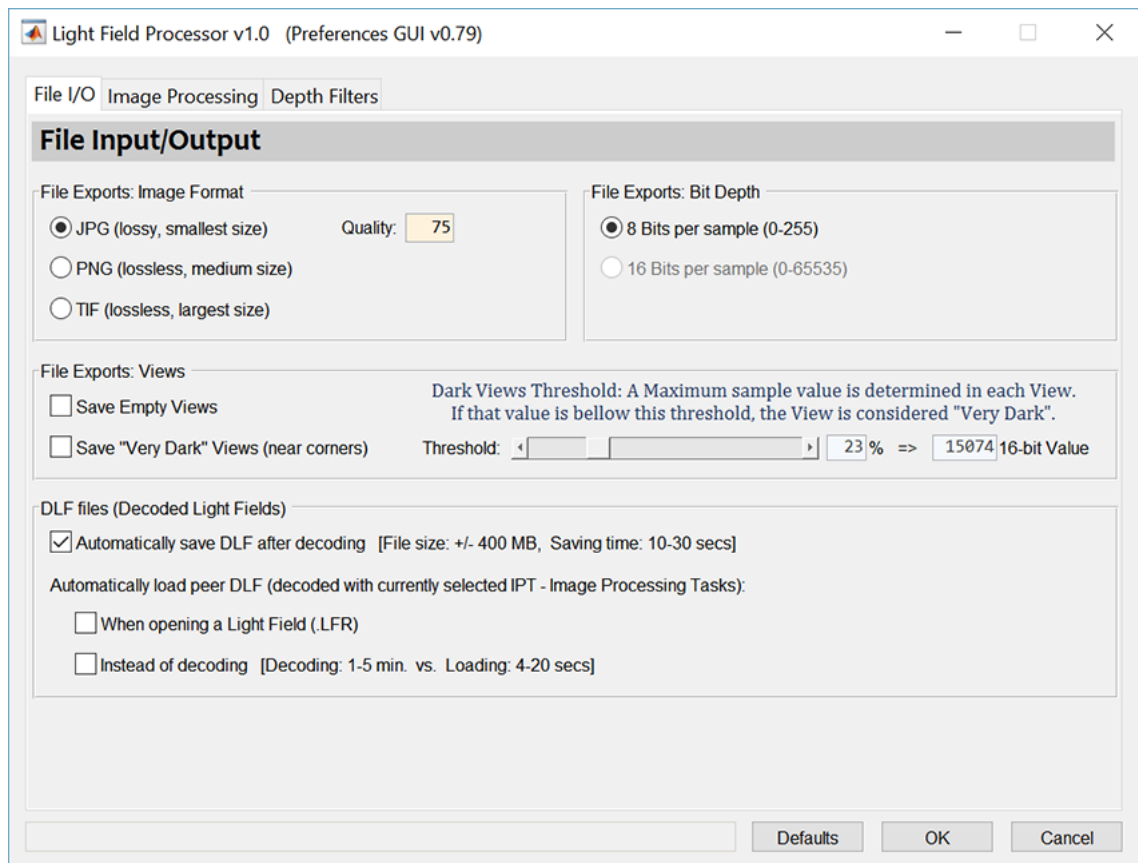 Light Field Processor v1.0   (Preferences GUI v0.79)
File I/O
Image Processing
Depth Filters
File Input/Output
File Exports: Image Format
JPG (lossy, smallest size)
Quality: 75
PNG (lossless, medium size)
TIF (lossless, largest size)
File Exports: Bit Depth
8 Bits per sample (0-255)
16 Bits per sample (0-65535)
File Exports: Views
Save Empty Views
Dark Views Threshold: A Maximum sample value is determined in each View.
If that value is bellow this threshold, the View is considered "Very Dark".
Save "Very Dark" Views (near corners)
Threshold: 23 % => 15074 16-bit Value
DLF files (Decoded Light Fields)
Automatically save DLF after decoding   [File size: +/- 400 MB,  Saving time: 10-30 secs]
Automatically load peer DLF (decoded with currently selected IPT - Image Processing Tasks):
When opening a Light Field (.LFR)
Instead of decoding   [Decoding: 1-5 min.  vs.  Loading: 4-20 secs]
Defaults
OK
Cancel